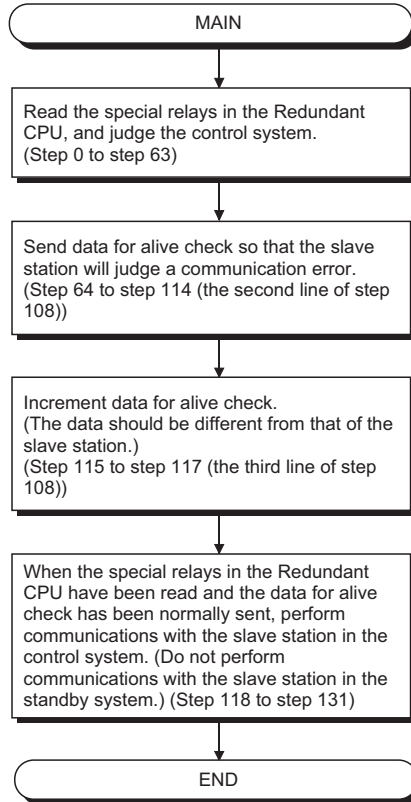 MAIN
Read the special relays in the Redundant
CPU, and judge the control system.
(Step 0 to step 63)
Send data for alive check so that the slave
station will judge a communication error.
(Step 64 to step 114 (the second line of step
108))
Increment data for alive check.
(The data should be different from that of the
slave station.)
(Step 115 to step 117 (the third line of step
108))
When the special relays in the Redundant
CPU have been read and the data for alive
check has been normally sent, perform
communications with the slave station in the
control system. (Do not perform
communications with the slave station in the
standby system.) (Step 118 to step 131)
END